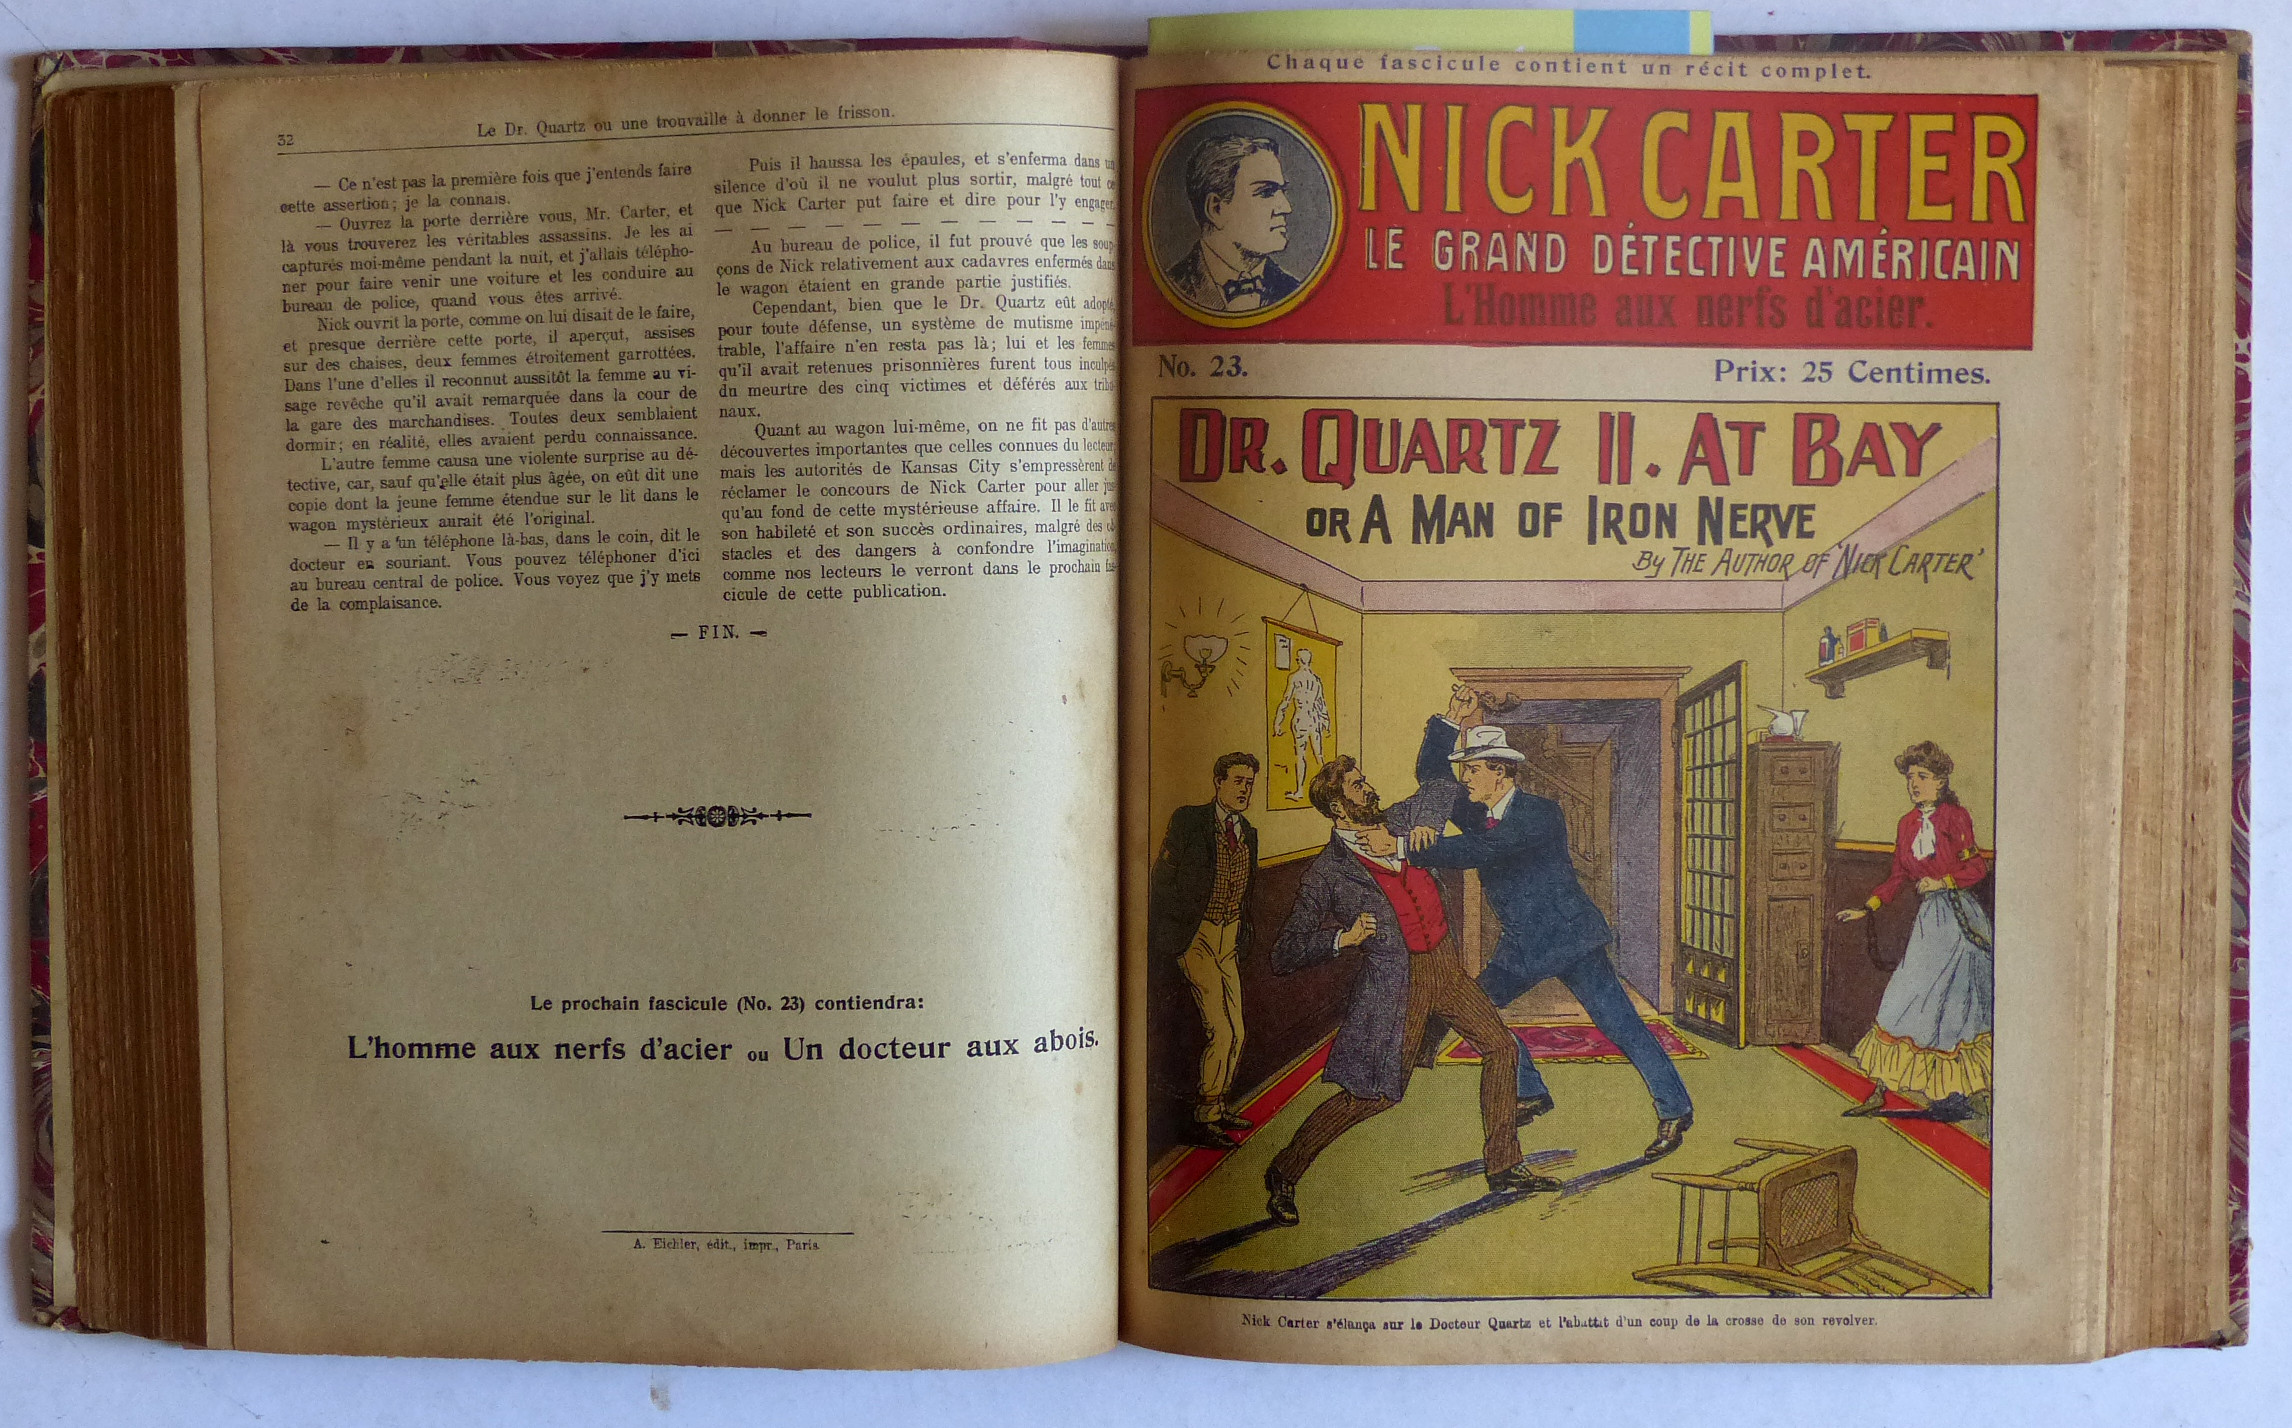 32
Le Dr. Quartz ou une trouvaille à donner le frisson.
— Ce n'est pas la première fois que j'entends faire
cette assertion; je la connais.
— Ouvrez la porte derrière vous, Mr. Carter, et
là vous trouverez les véritables assassins. Je les ai
capturés moi-même pendant la nuit, et j'allais télépho-
ner pour faire venir une voiture et les conduire au
bureau de police, quand vous êtes arrivé.
Nick ouvrit la porte, comme on lui disait de le faire,
et presque derrière cette porte, il aperçut, assises
sur des chaises, deux femmes étroitement garrottées.
Dans l'une d'elles il reconnut aussitôt la femme au vi-
sage revêche qu'il avait remarquée dans la cour de
la gare des marchandises. Toutes deux semblaient
dormir; en réalité, elles avaient perdu connaissance.
L'autre femme causa une violente surprise au dé-
tective, car, sauf qu'elle était plus âgée, on eût dit une
copie dont la jeune femme étendue sur le lit dans le
wagon mystérieux aurait été l'original.
— Il y a un téléphone là-bas, dans le coin, dit le
docteur en souriant. Vous pouvez téléphoner d'ici
au bureau central de police. Vous voyez que j'y mets
de la complaisance.
Puis il haussa les épaules, et s'enferma dans un
silence d'où il ne voulut plus sortir, malgré tout ce
que Nick Carter put faire et dire pour l'y engager.
— — — — — — — — — — —
Au bureau de police, il fut prouvé que les soup-
çons de Nick relativement aux cadavres enfermés dans
le wagon étaient en grande partie justifiés.
Cependant, bien que le Dr. Quartz eût adopté,
pour toute défense, un système de mutisme impéné-
trable, l'affaire n'en resta pas là; lui et les femmes
qu'il avait retenues prisonnières furent tous inculpés
du meurtre des cinq victimes et déférés aux tribu-
naux.
Quant au wagon lui-même, on ne fit pas d'autres
découvertes importantes que celles connues du lecteur;
mais les autorités de Kansas City s'empressèrent de
réclamer le concours de Nick Carter pour aller jus-
qu'au fond de cette mystérieuse affaire. Il le fit avec
son habileté et son succès ordinaires, malgré des ob-
stacles et des dangers à confondre l'imagination,
comme nos lecteurs le verront dans le prochain fas-
cicule de cette publication.
— FIN. —
Le prochain fascicule (No. 23) contiendra:
L'homme aux nerfs d'acier ou Un docteur aux abois.
A. Eichler, édit., impr., Paris
Chaque fascicule contient un récit complet.
NICK CARTER
LE GRAND DÉTECTIVE AMÉRICAIN
L'Homme aux nerfs d'acier.
No. 23.
Prix: 25 Centimes.
DR. QUARTZ II. AT BAY
OR A MAN OF IRON NERVE
BY THE AUTHOR OF 'NICK CARTER'
Nick Carter s'élança sur le Docteur Quartz et l'abattit d'un coup de la crosse de son revolver.